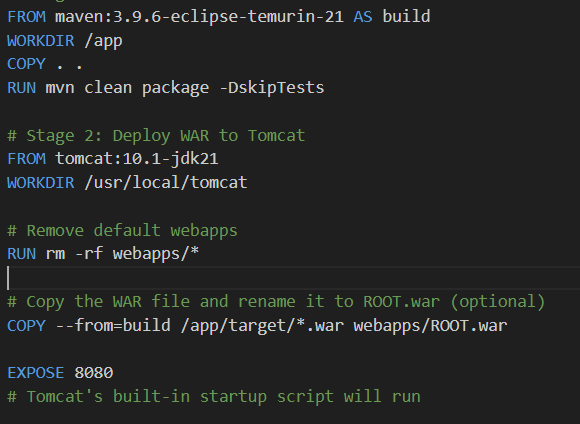 FROM maven:3.9.6-eclipse-temurin-21 AS build
WORKDIR /app
COPY . .
RUN mvn clean package -DskipTests
# Stage 2: Deploy WAR to Tomcat
FROM tomcat:10.1-jdk21
WORKDIR /usr/local/tomcat
# Remove default webapps
RUN rm -rf webapps/*
# Copy the WAR file and rename it to ROOT.war (optional)
COPY --from=build /app/target/*.war webapps/ROOT.war
EXPOSE 8080
# Tomcat's built-in startup script will run